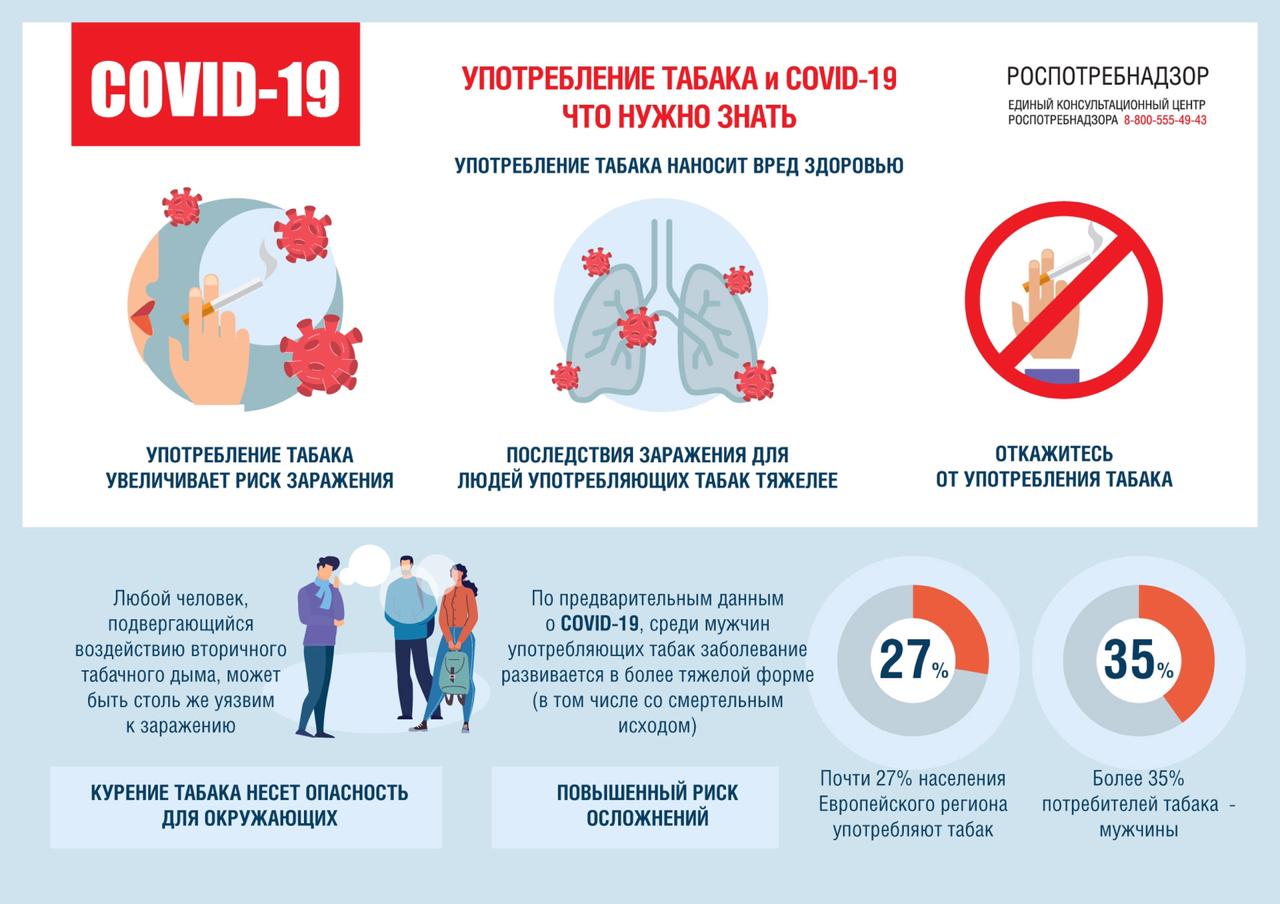 COVID-19
УПОТРЕБЛЕНИЕ ТАБАКА и COVID-19
ЧТО НУЖНО ЗНАТЬ
РОСПОТРЕБНАДЗОР
ЕДИНЫЙ КОНСУЛЬТАЦИОННЫЙ ЦЕНТР
РОСПОТРЕБНАДЗОРА 8-800-555-49-43
УПОТРЕБЛЕНИЕ ТАБАКА НАНОСИТ ВРЕД ЗДОРОВЬЮ
УПОТРЕБЛЕНИЕ ТАБАКА
УВЕЛИЧИВАЕТ РИСК ЗАРАЖЕНИЯ
ПОСЛЕДСТВИЯ ЗАРАЖЕНИЯ ДЛЯ
ЛЮДЕЙ УПОТРЕБЛЯЮЩИХ ТАБАК ТЯЖЕЛЕЕ
ОТКАЖИТЕСЬ
ОТ УПОТРЕБЛЕНИЯ ТАБАКА
Любой человек,
подвергающийся
воздействию вторичного
табачного дыма, может
быть столь же уязвим
к заражению
КУРЕНИЕ ТАБАКА НЕСЕТ ОПАСНОСТЬ
ДЛЯ ОКРУЖАЮЩИХ
По предварительным данным
о COVID-19, среди мужчин
употребляющих табак заболевание
развивается в более тяжелой форме
(в том числе со смертельным
исходом)
ПОВЫШЕННЫЙ РИСК
ОСЛОЖНЕНИЙ
27%
Почти 27% населения
Европейского региона
употребляют табак
35%
Более 35%
потребителей табака -
мужчины